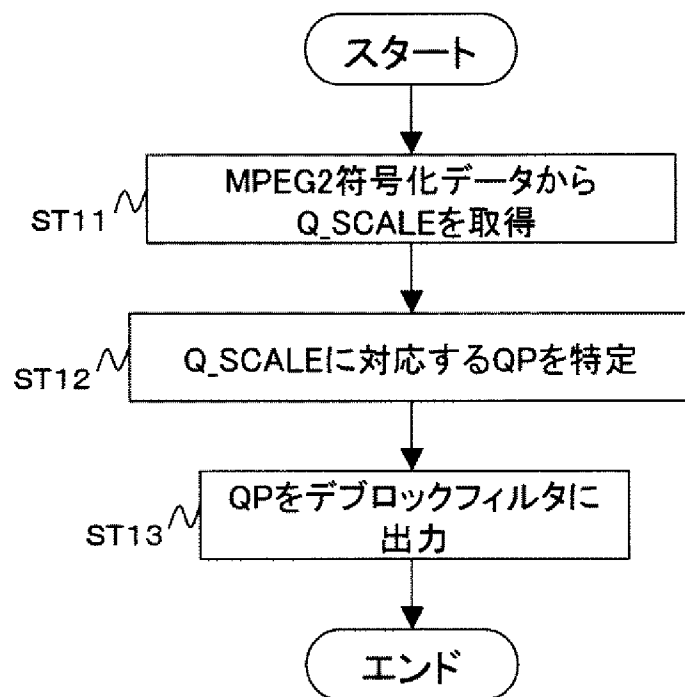 スタート
ST11
MPEG2符号化データから
Q_SCALEを取得
ST12
Q_SCALEに対応するQPを特定
ST13
QPをデブロックフィルタに
出力
エンド